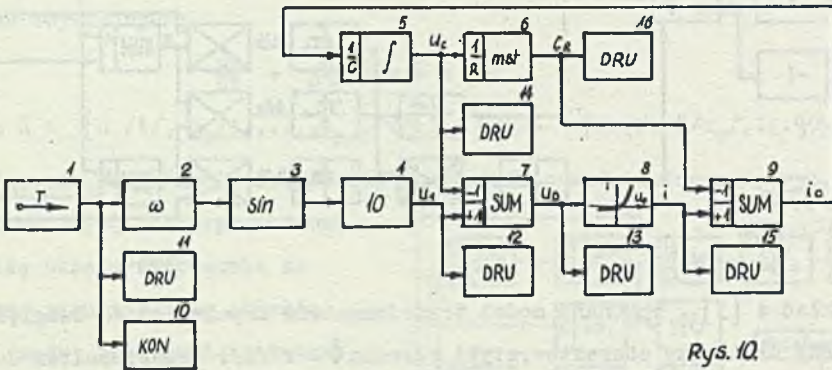 5
6
16
1/C ∫
u_c
1/R mst
C_R
DRU
14
DRU
1
2
3
4
7
8
9
T
ω
sin
10
u_1
-1
+1 SUM
u_D
i
u_D
i
-1
+1 SUM
i_c
11
DRU
12
DRU
13
DRU
15
DRU
10
KON
Rys. 10.